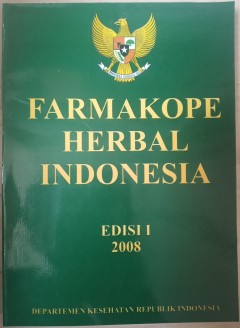 FARMAKOPE
HERBAL
INDONESIA
EDISI I
2008
DEPARTEMEN KESEHATAN REPUBLIK INDONESIA